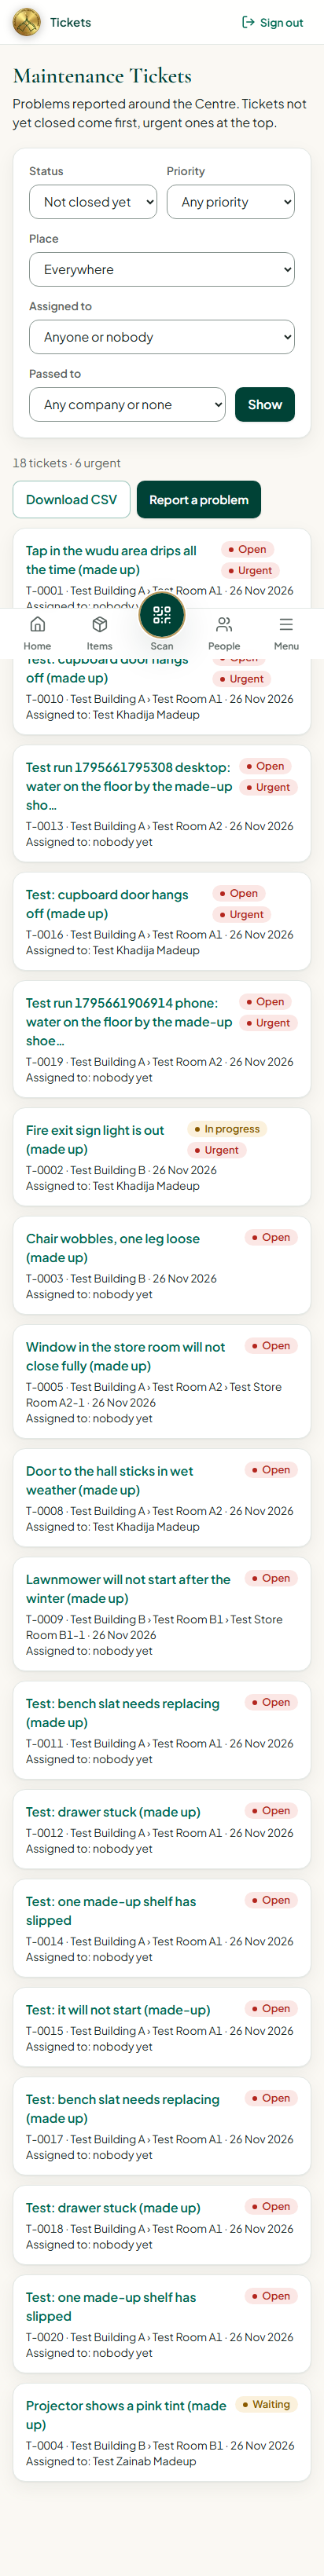 Tickets
Sign out
Maintenance Tickets
Problems reported around the Centre. Tickets not
yet closed come first, urgent ones at the top.
Status
Priority
Not closed yet
Any priority
Place
Everywhere
Assigned to
Anyone or nobody
Passed to
Any company or none
Show
18 tickets · 6 urgent
Download CSV
Report a problem
Tap in the wudu area drips all
the time (made up)
Open
Urgent
T-0001 · Test Building A › Test Room A1 · 26 Nov 2026
Assigned to: nobody yet
Home
Items
Scan
People
Menu
Test: cupboard door hangs
off (made up)
Open
Urgent
T-0010 · Test Building A › Test Room A1 · 26 Nov 2026
Assigned to: Test Khadija Madeup
Test run 1795661795308 desktop:
water on the floor by the made-up
sho...
Open
Urgent
T-0013 · Test Building A › Test Room A2 · 26 Nov 2026
Assigned to: nobody yet
Test: cupboard door hangs
off (made up)
Open
Urgent
T-0016 · Test Building A › Test Room A1 · 26 Nov 2026
Assigned to: Test Khadija Madeup
Test run 1795661906914 phone:
water on the floor by the made-up
shoe...
Open
Urgent
T-0019 · Test Building A › Test Room A2 · 26 Nov 2026
Assigned to: nobody yet
Fire exit sign light is out
(made up)
In progress
Urgent
T-0002 · Test Building B · 26 Nov 2026
Assigned to: Test Khadija Madeup
Chair wobbles, one leg loose
(made up)
Open
T-0003 · Test Building B · 26 Nov 2026
Assigned to: nobody yet
Window in the store room will not
close fully (made up)
Open
T-0005 · Test Building A › Test Room A2 › Test Store
Room A2-1 · 26 Nov 2026
Assigned to: nobody yet
Door to the hall sticks in wet
weather (made up)
Open
T-0008 · Test Building A › Test Room A2 · 26 Nov 2026
Assigned to: Test Khadija Madeup
Lawnmower will not start after the
winter (made up)
Open
T-0009 · Test Building B › Test Room B1 › Test Store
Room B1-1 · 26 Nov 2026
Assigned to: nobody yet
Test: bench slat needs replacing
(made up)
Open
T-0011 · Test Building A › Test Room A1 · 26 Nov 2026
Assigned to: nobody yet
Test: drawer stuck (made up)
Open
T-0012 · Test Building A › Test Room A1 · 26 Nov 2026
Assigned to: nobody yet
Test: one made-up shelf has
slipped
Open
T-0014 · Test Building A › Test Room A1 · 26 Nov 2026
Assigned to: nobody yet
Test: it will not start (made-up)
Open
T-0015 · Test Building A › Test Room A1 · 26 Nov 2026
Assigned to: nobody yet
Test: bench slat needs replacing
(made up)
Open
T-0017 · Test Building A › Test Room A1 · 26 Nov 2026
Assigned to: nobody yet
Test: drawer stuck (made up)
Open
T-0018 · Test Building A › Test Room A1 · 26 Nov 2026
Assigned to: nobody yet
Test: one made-up shelf has
slipped
Open
T-0020 · Test Building A › Test Room A1 · 26 Nov 2026
Assigned to: nobody yet
Projector shows a pink tint (made
up)
Waiting
T-0004 · Test Building B › Test Room B1 · 26 Nov 2026
Assigned to: Test Zainab Madeup